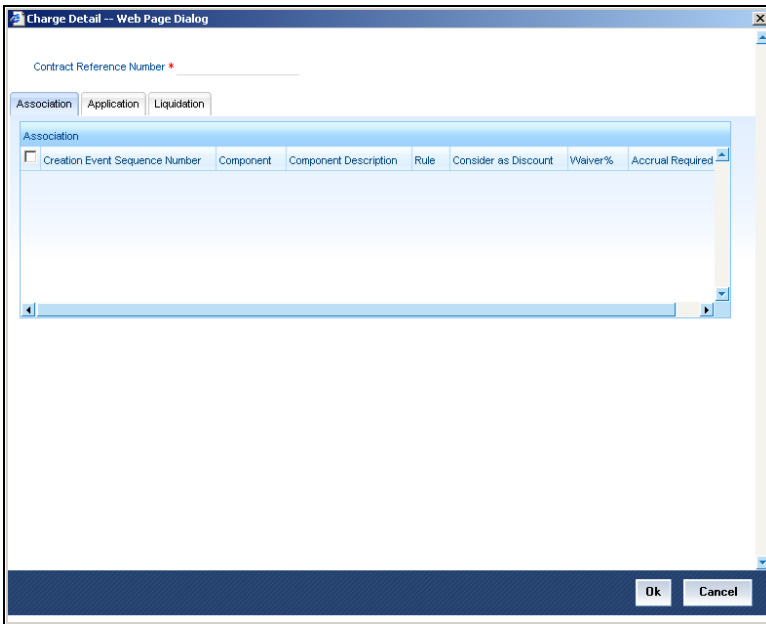 Charge Detail -- Web Page Dialog
Contract Reference Number *
Association Application Liquidation
Association
Creation Event Sequence Number Component Component Description Rule Consider as Discount Waiver% Accrual Required
Ok Cancel